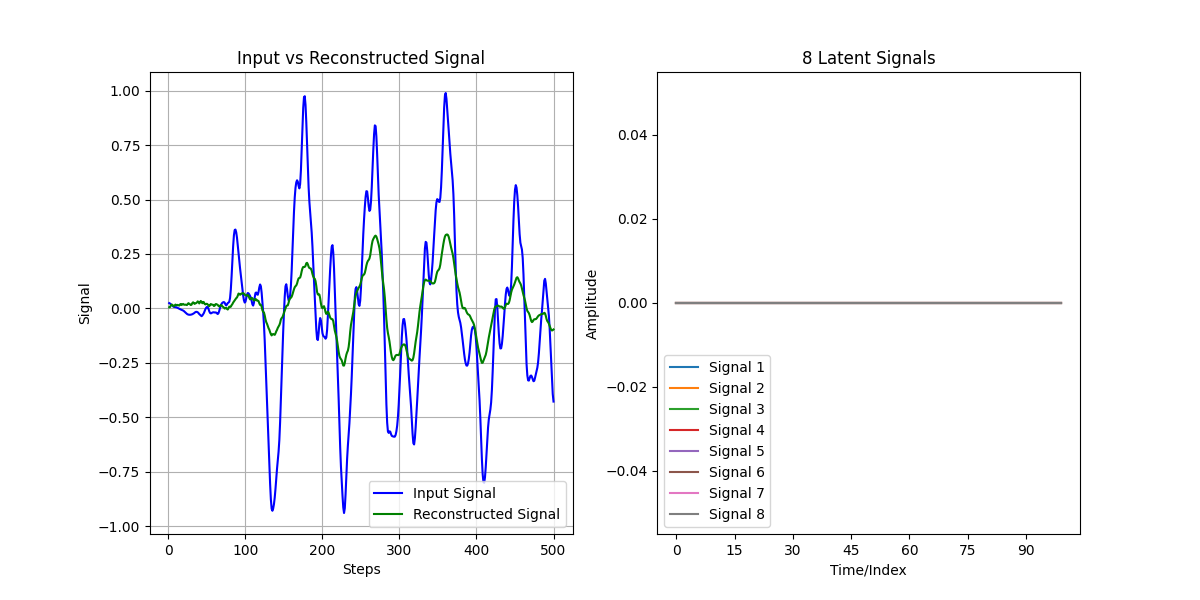 Input vs Reconstructed Signal
1.00
0.75
0.50
0.25
0.00
−0.25
−0.50
−0.75
−1.00
Signal
0 100 200 300 400 500
Steps
Input Signal
Reconstructed Signal
8 Latent Signals
0.04
0.02
0.00
−0.02
−0.04
Amplitude
0 15 30 45 60 75 90
Time/Index
Signal 1
Signal 2
Signal 3
Signal 4
Signal 5
Signal 6
Signal 7
Signal 8